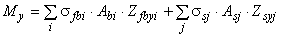 M_y = ∑_i σ_fbi · A_bi · Z_fbyi + ∑_j σ_sj · A_sj · Z_syj